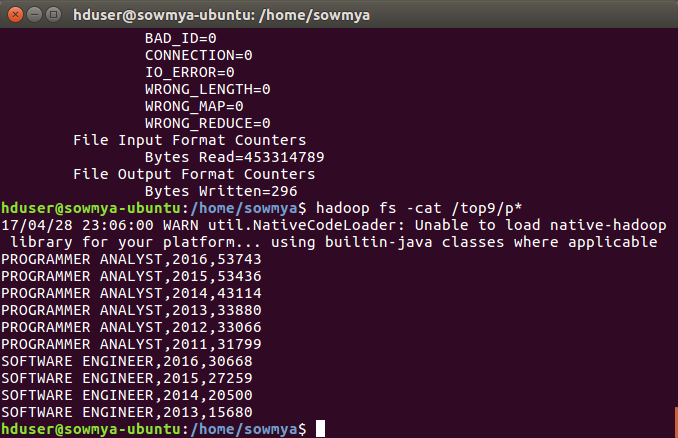 hduser@sowmya-ubuntu: /home/sowmya
BAD_ID=0
CONNECTION=0
IO_ERROR=0
WRONG_LENGTH=0
WRONG_MAP=0
WRONG_REDUCE=0
File Input Format Counters
Bytes Read=453314789
File Output Format Counters
Bytes Written=296
hduser@sowmya-ubuntu:/home/sowmya$ hadoop fs -cat /top9/p*
17/04/28 23:06:00 WARN util.NativeCodeLoader: Unable to load native-hadoop
library for your platform... using builtin-java classes where applicable
PROGRAMMER ANALYST,2016,53743
PROGRAMMER ANALYST,2015,53436
PROGRAMMER ANALYST,2014,43114
PROGRAMMER ANALYST,2013,33880
PROGRAMMER ANALYST,2012,33066
PROGRAMMER ANALYST,2011,31799
SOFTWARE ENGINEER,2016,30668
SOFTWARE ENGINEER,2015,27259
SOFTWARE ENGINEER,2014,20500
SOFTWARE ENGINEER,2013,15680
hduser@sowmya-ubuntu:/home/sowmya$